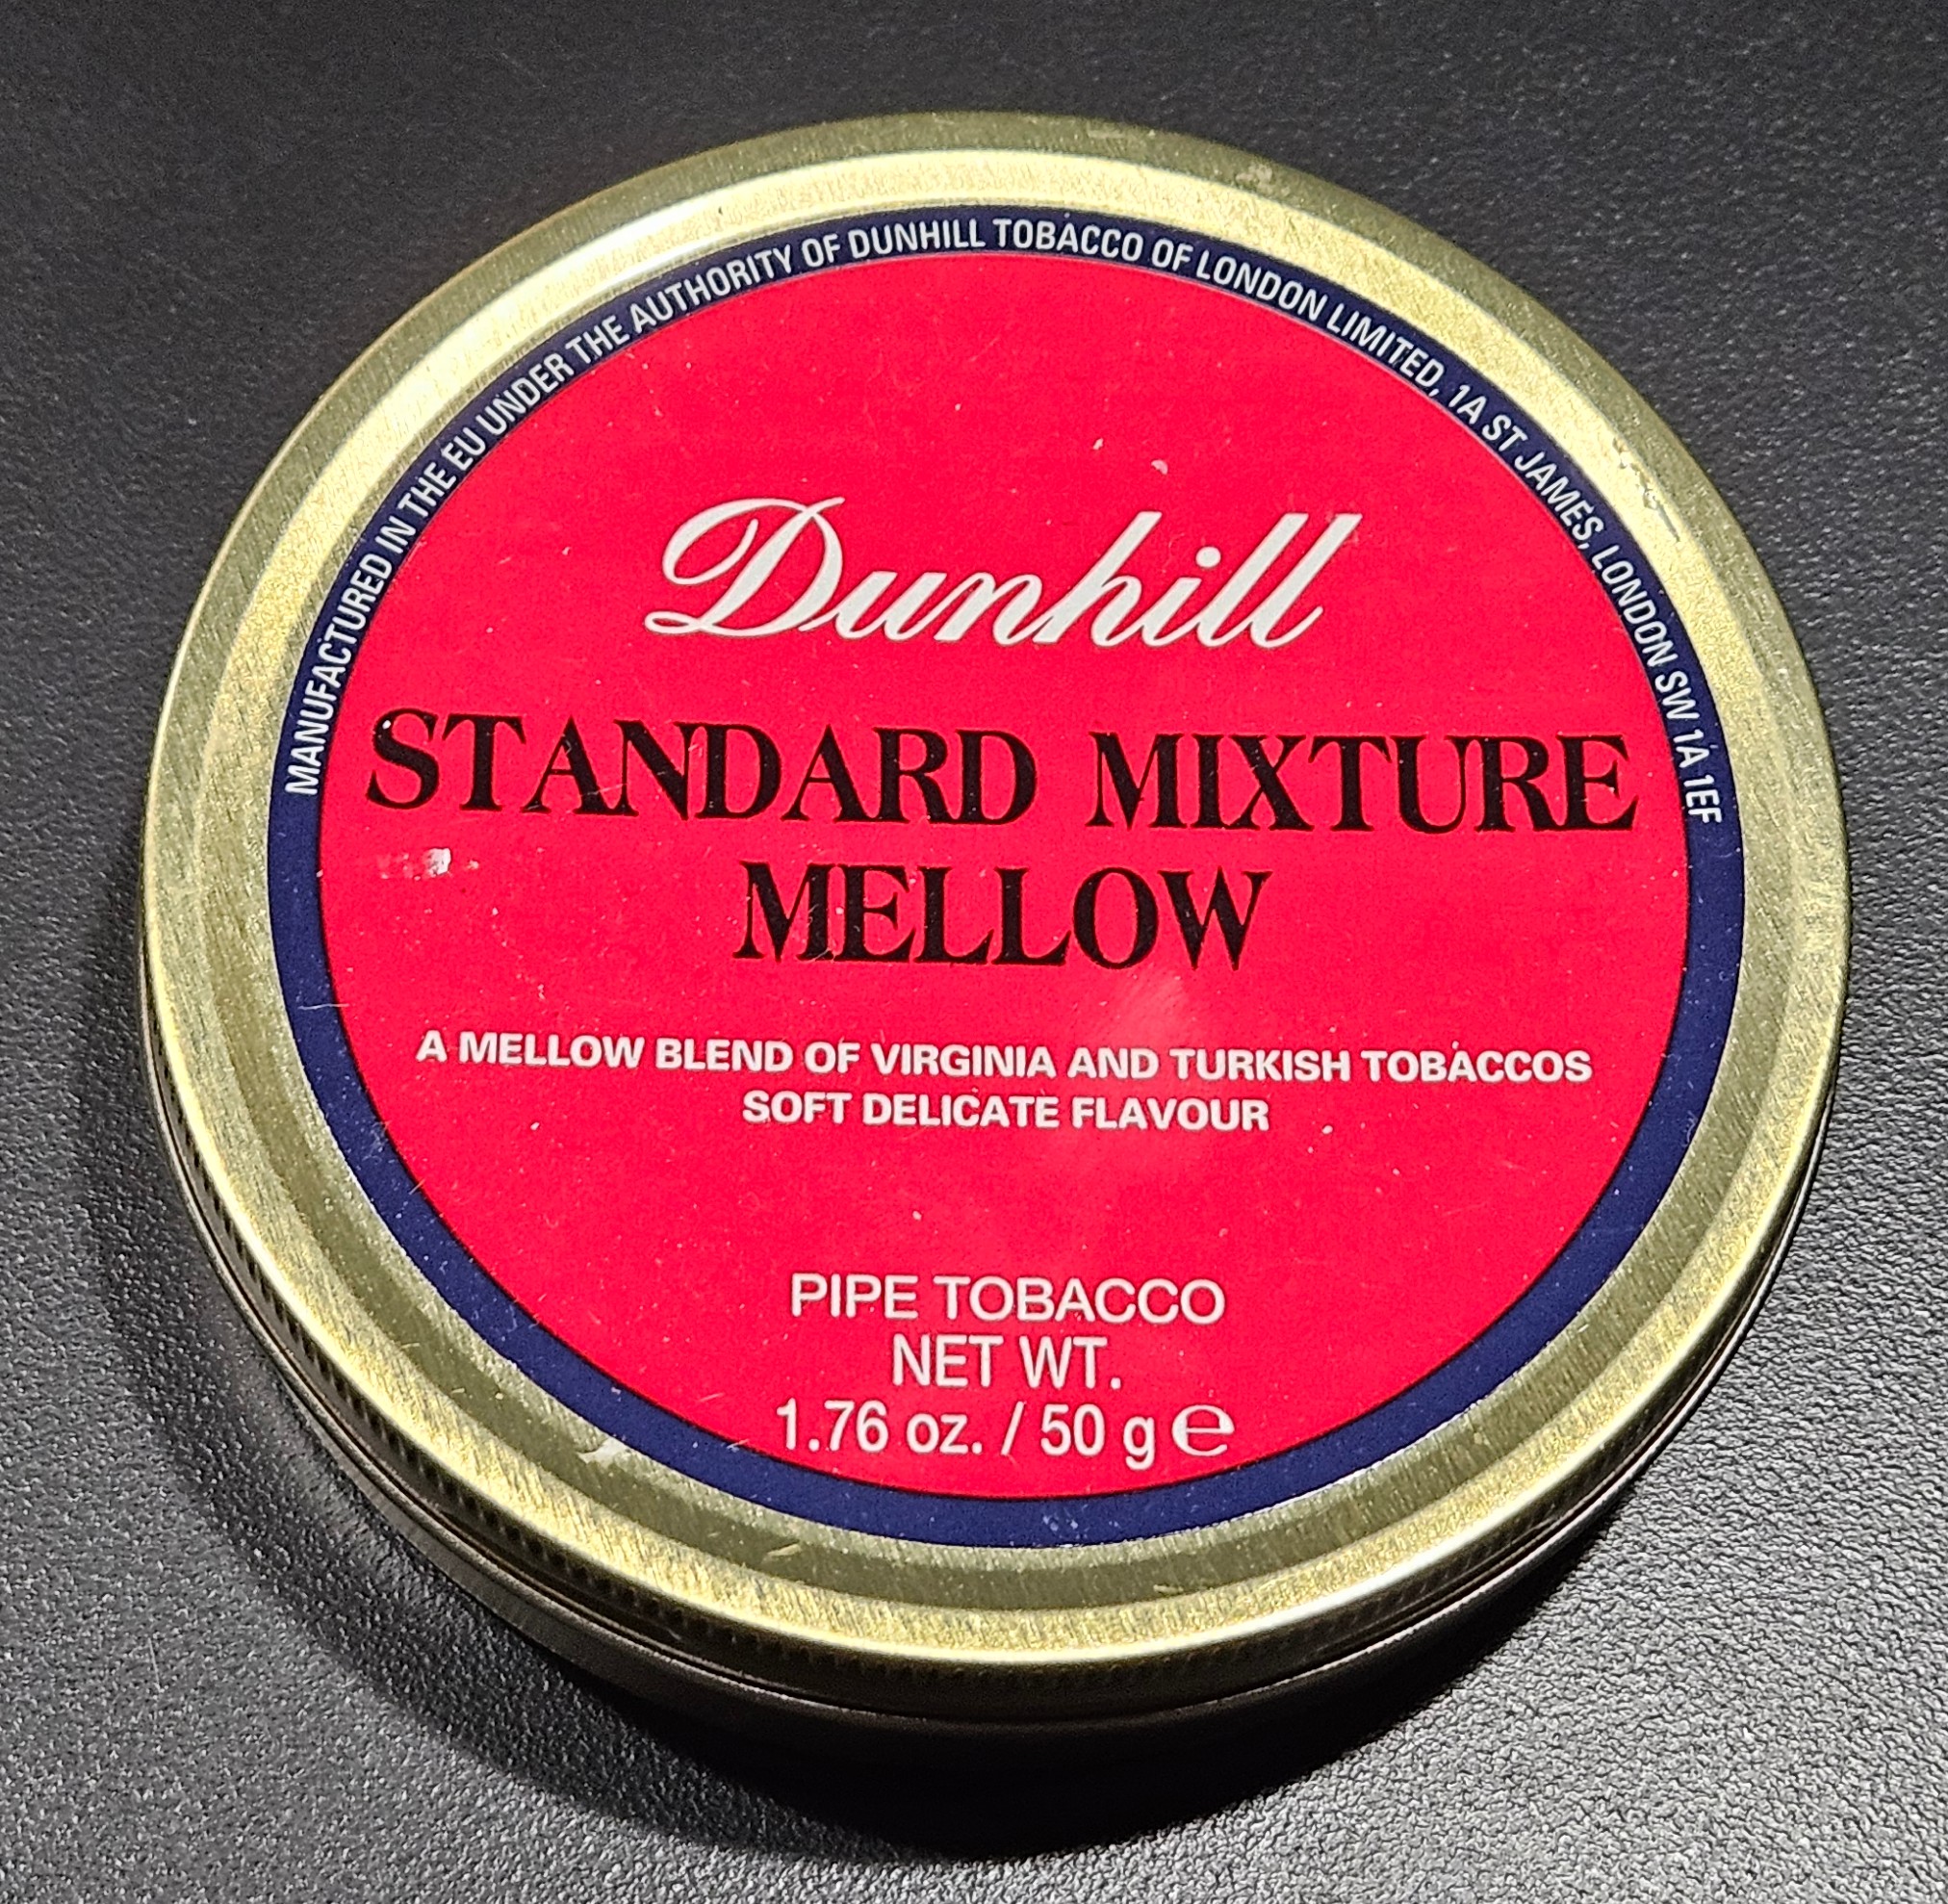 MANUFACTURED IN THE EU UNDER THE AUTHORITY OF DUNHILL TOBACCO OF LONDON LIMITED, 1A ST JAMES, LONDON SW 1A 1EF
Dunhill
STANDARD MIXTURE
MELLOW
A MELLOW BLEND OF VIRGINIA AND TURKISH TOBACCOS
SOFT DELICATE FLAVOUR
PIPE TOBACCO
NET WT.
1.76 oz. / 50 g ℮